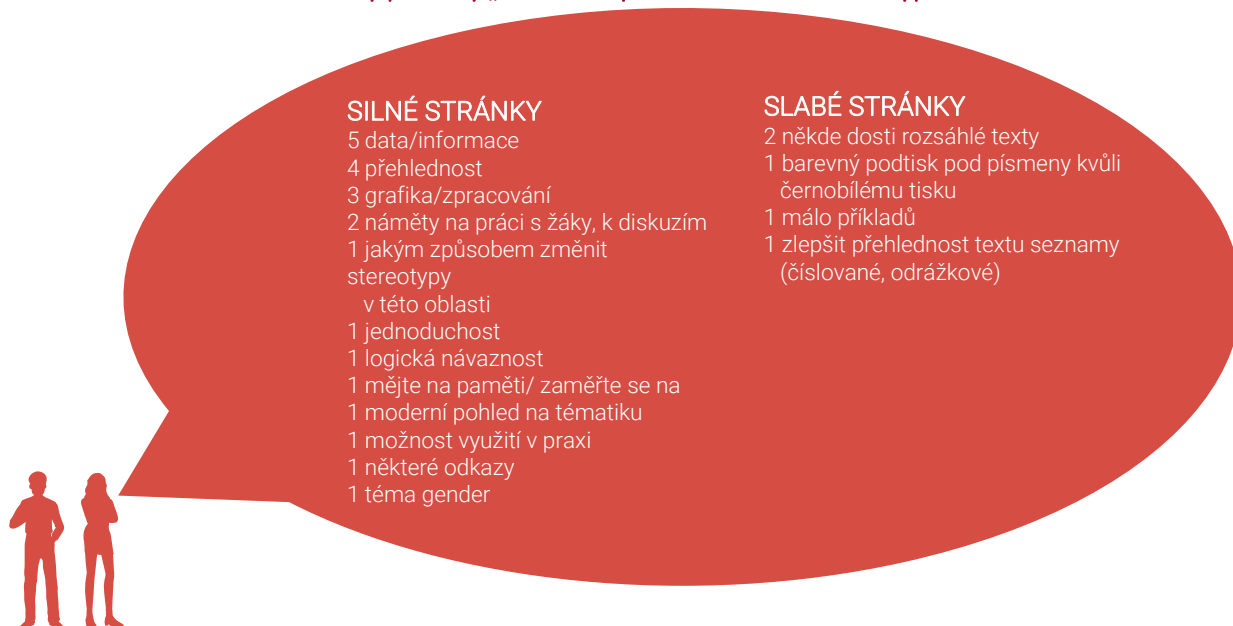 SILNÉ STRÁNKY
5 data/informace
4 přehlednost
3 grafika/zpracování
2 náměty na práci s žáky, k diskuzím
1 jakým způsobem změnit
stereotypy
v této oblasti
1 jednoduchost
1 logická návaznost
1 mějte na paměti/ zaměřte se na
1 moderní pohled na tématiku
1 možnost využití v praxi
1 některé odkazy
1 téma gender
SLABÉ STRÁNKY
2 někde dosti rozsáhlé texty
1 barevný podtisk pod písmeny kvůli
černobílému tisku
1 málo příkladů
1 zlepšit přehlednost textu seznamy
(číslované, odrážkové)